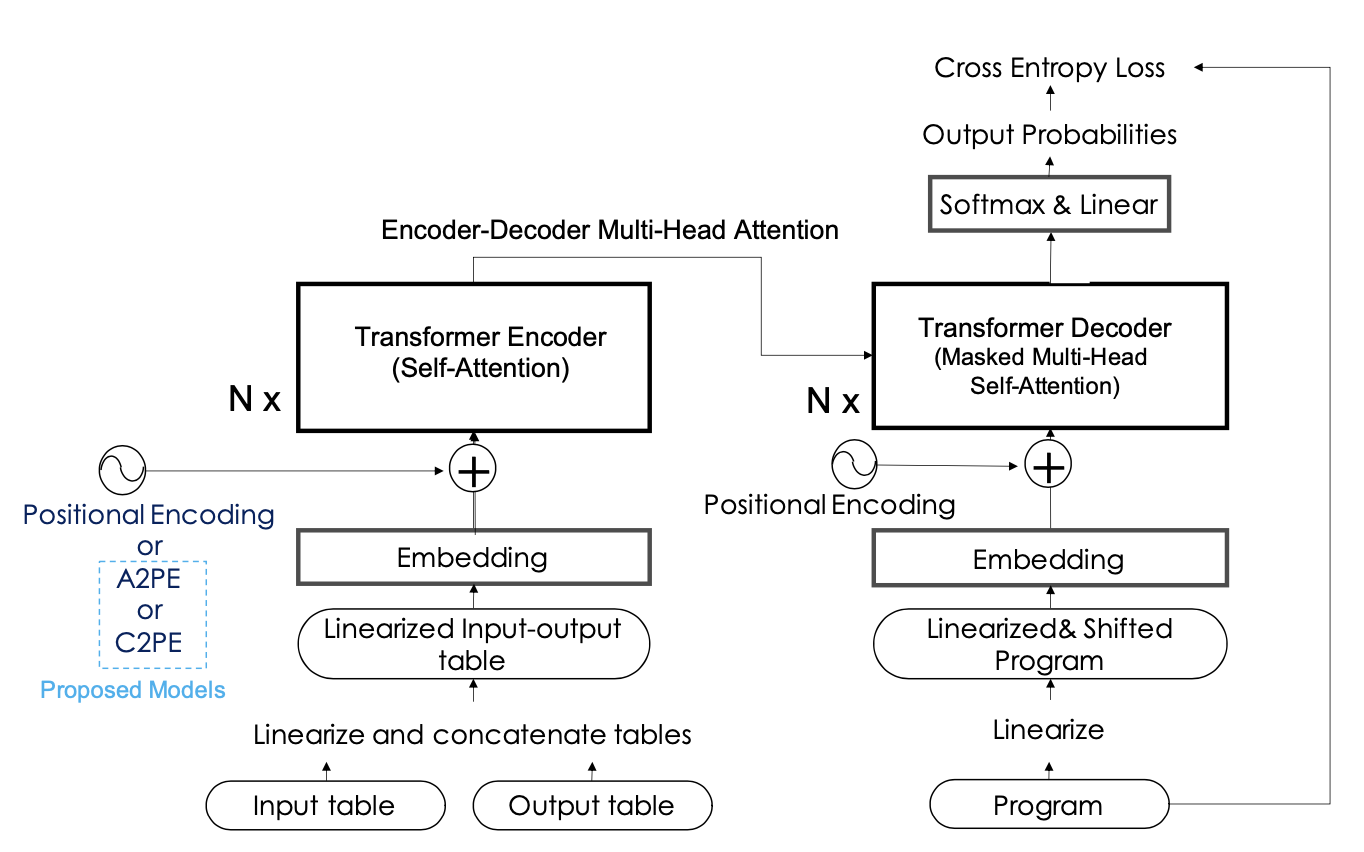 Cross Entropy Loss
Output Probabilities
Softmax & Linear
Encoder-Decoder Multi-Head Attention
Transformer Encoder
(Self-Attention)
N x
Transformer Decoder
(Masked Multi-Head
Self-Attention)
N x
Positional Encoding
or
A2PE
or
C2PE
Proposed Models
Positional Encoding
Embedding
Linearized Input-output
table
Linearize and concatenate tables
Input table
Output table
Embedding
Linearized& Shifted
Program
Linearize
Program